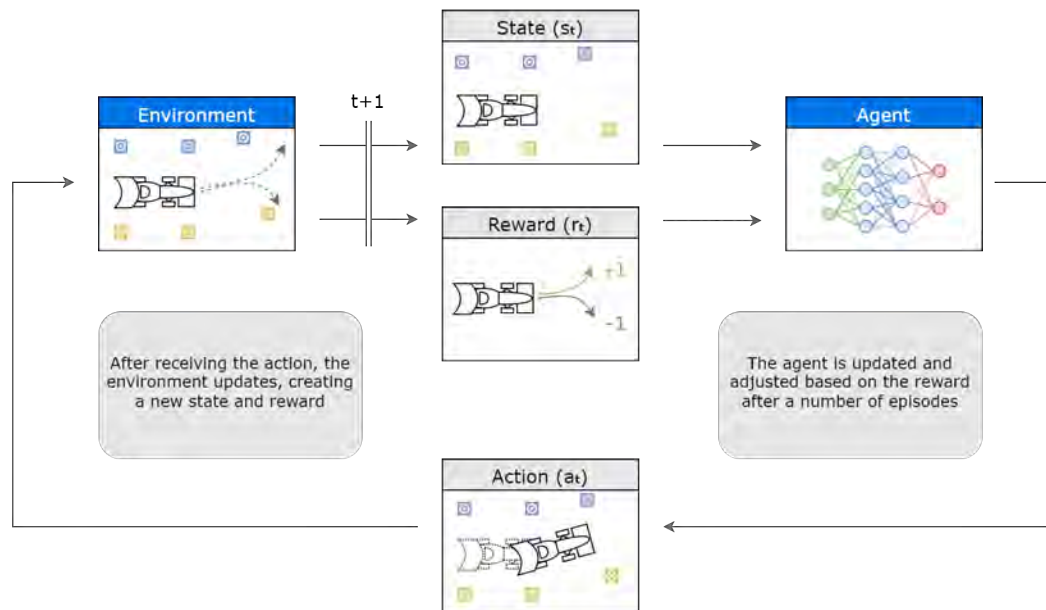 State (st)
t+1
Environment
Agent
Reward (rt)
+1
-1
After receiving the action, the
environment updates, creating
a new state and reward
The agent is updated and
adjusted based on the reward
after a number of episodes
Action (at)